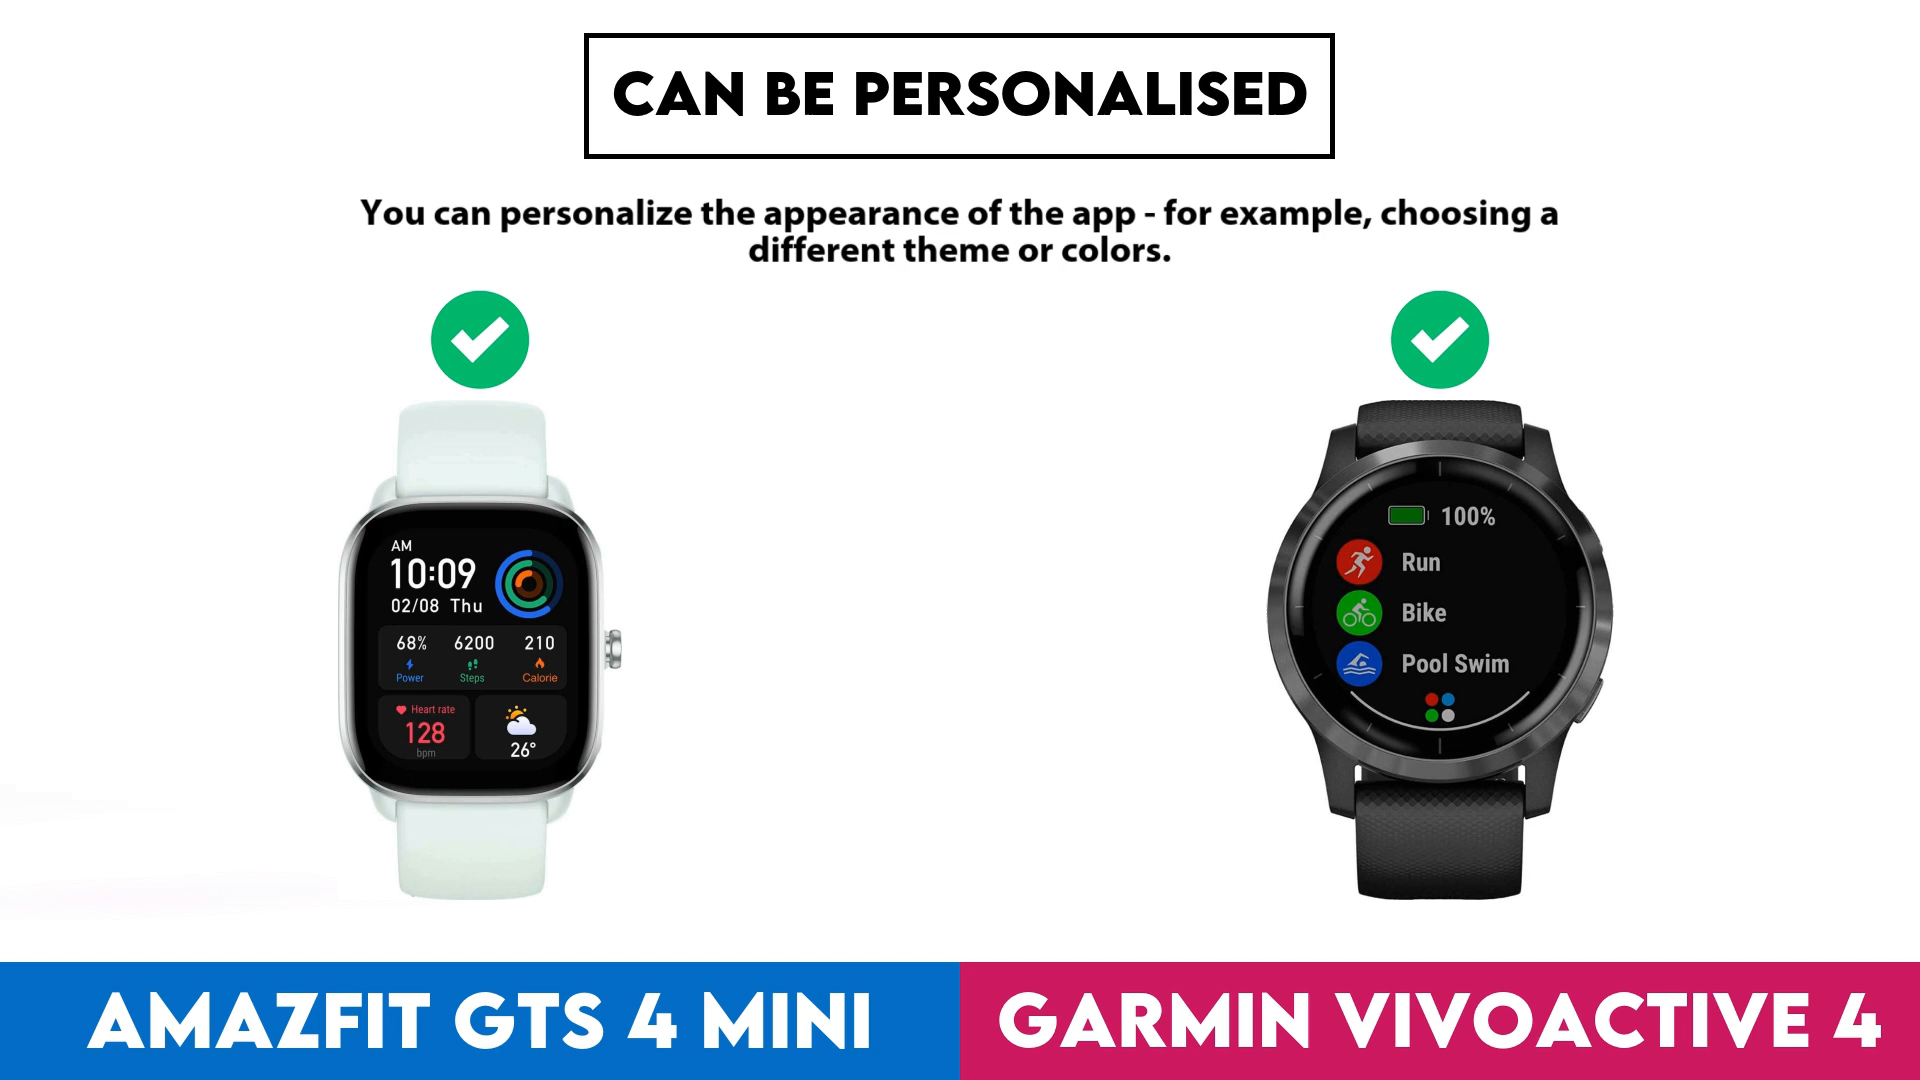 CAN BE PERSONALISED
You can personalize the appearance of the app - for example, choosing a
different theme or colors.
AM
10:09
02/08 Thu
68% 6200 210
Power Steps Calorie
Heart rate
128
bpm
26°
100%
Run
Bike
Pool Swim
AMAZFIT GTS 4 MINI
GARMIN VIVOACTIVE 4